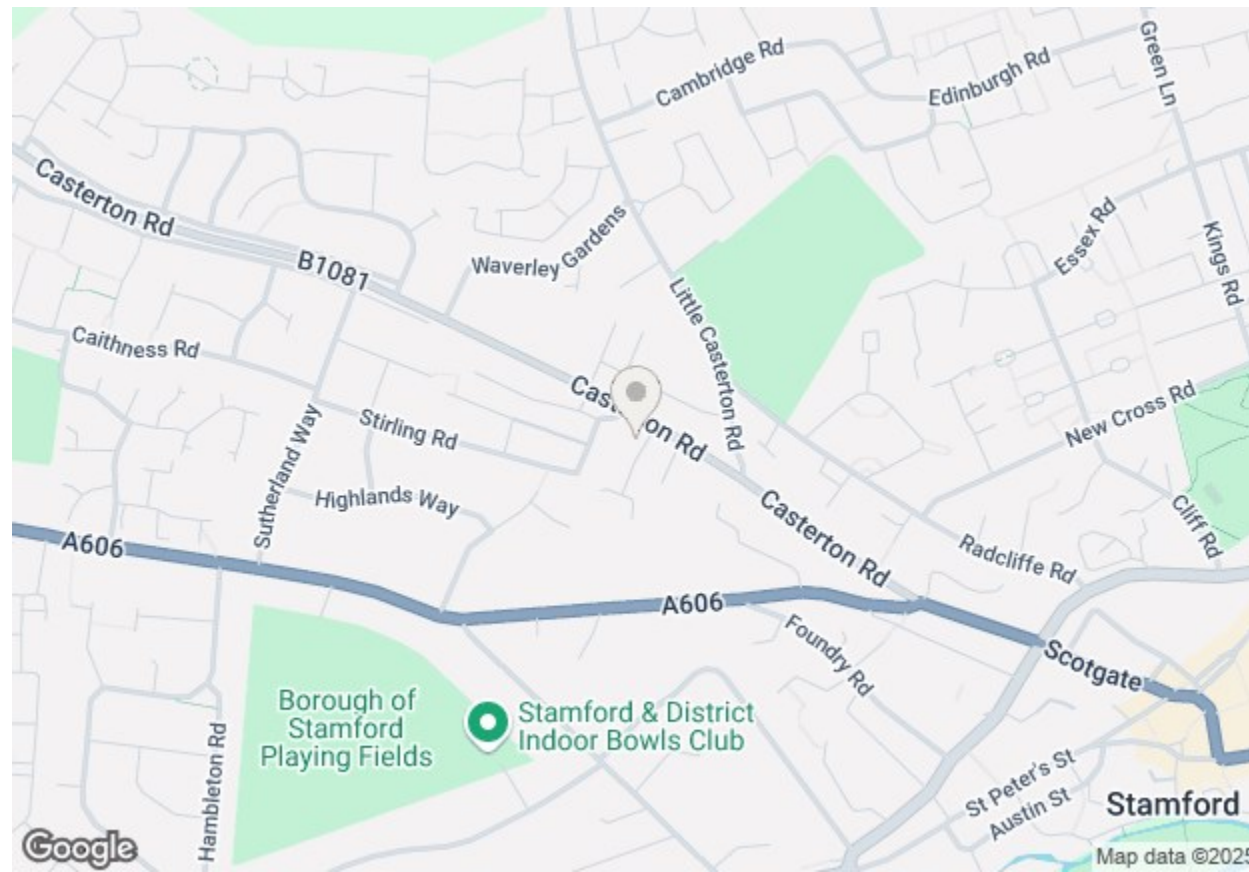 Cambridge Rd
Edinburgh Rd
Green Ln
Casterton Rd
B1081
Waverley Gardens
Essex Rd
Kings Rd
Little Casterton Rd
Caithness Rd
Casterton Rd
New Cross Rd
Stirling Rd
Sutherland Way
Highlands Way
Cliff Rd
Casterton Rd
Radcliffe Rd
A606
A606
Foundry Rd
Scotgate
Borough of
Stamford
Playing Fields
Stamford & District
Indoor Bowls Club
Hambleton Rd
St Peter's St
Austin St
Stamford
Google
Map data ©2025